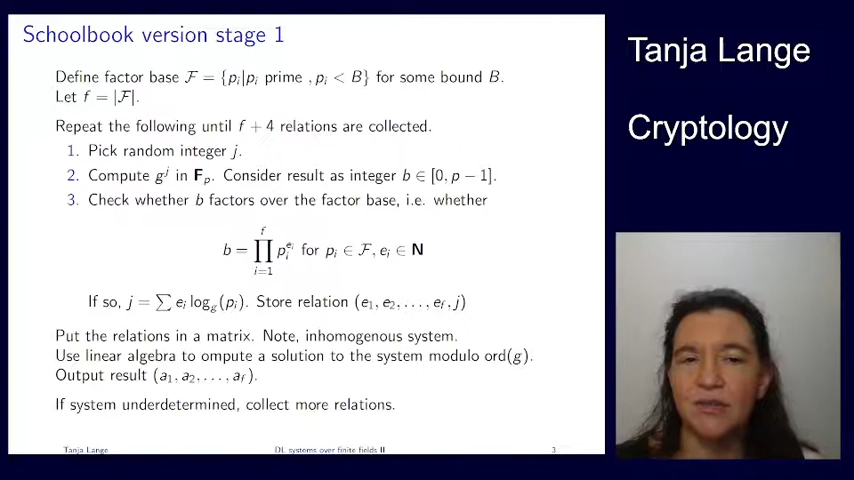 Schoolbook version stage 1
Define factor base F = {p_i|p_i prime , p_i < B} for some bound B.
Let f = |F|.
Repeat the following until f + 4 relations are collected.
1. Pick random integer j.
2. Compute g^j in F_p. Consider result as integer b ∈ [0, p − 1].
3. Check whether b factors over the factor base, i.e. whether
b = ∏_{i=1}^{f} p_i^{e_i} for p_i ∈ F, e_i ∈ N
If so, j = ∑ e_i log_g(p_i). Store relation (e_1, e_2, . . . , e_f, j)
Put the relations in a matrix. Note, inhomogenous system.
Use linear algebra to ompute a solution to the system modulo ord(g).
Output result (a_1, a_2, . . . , a_f).
If system underdetermined, collect more relations.
Tanja Lange DL systems over finite fields II 3
Tanja Lange
Cryptology